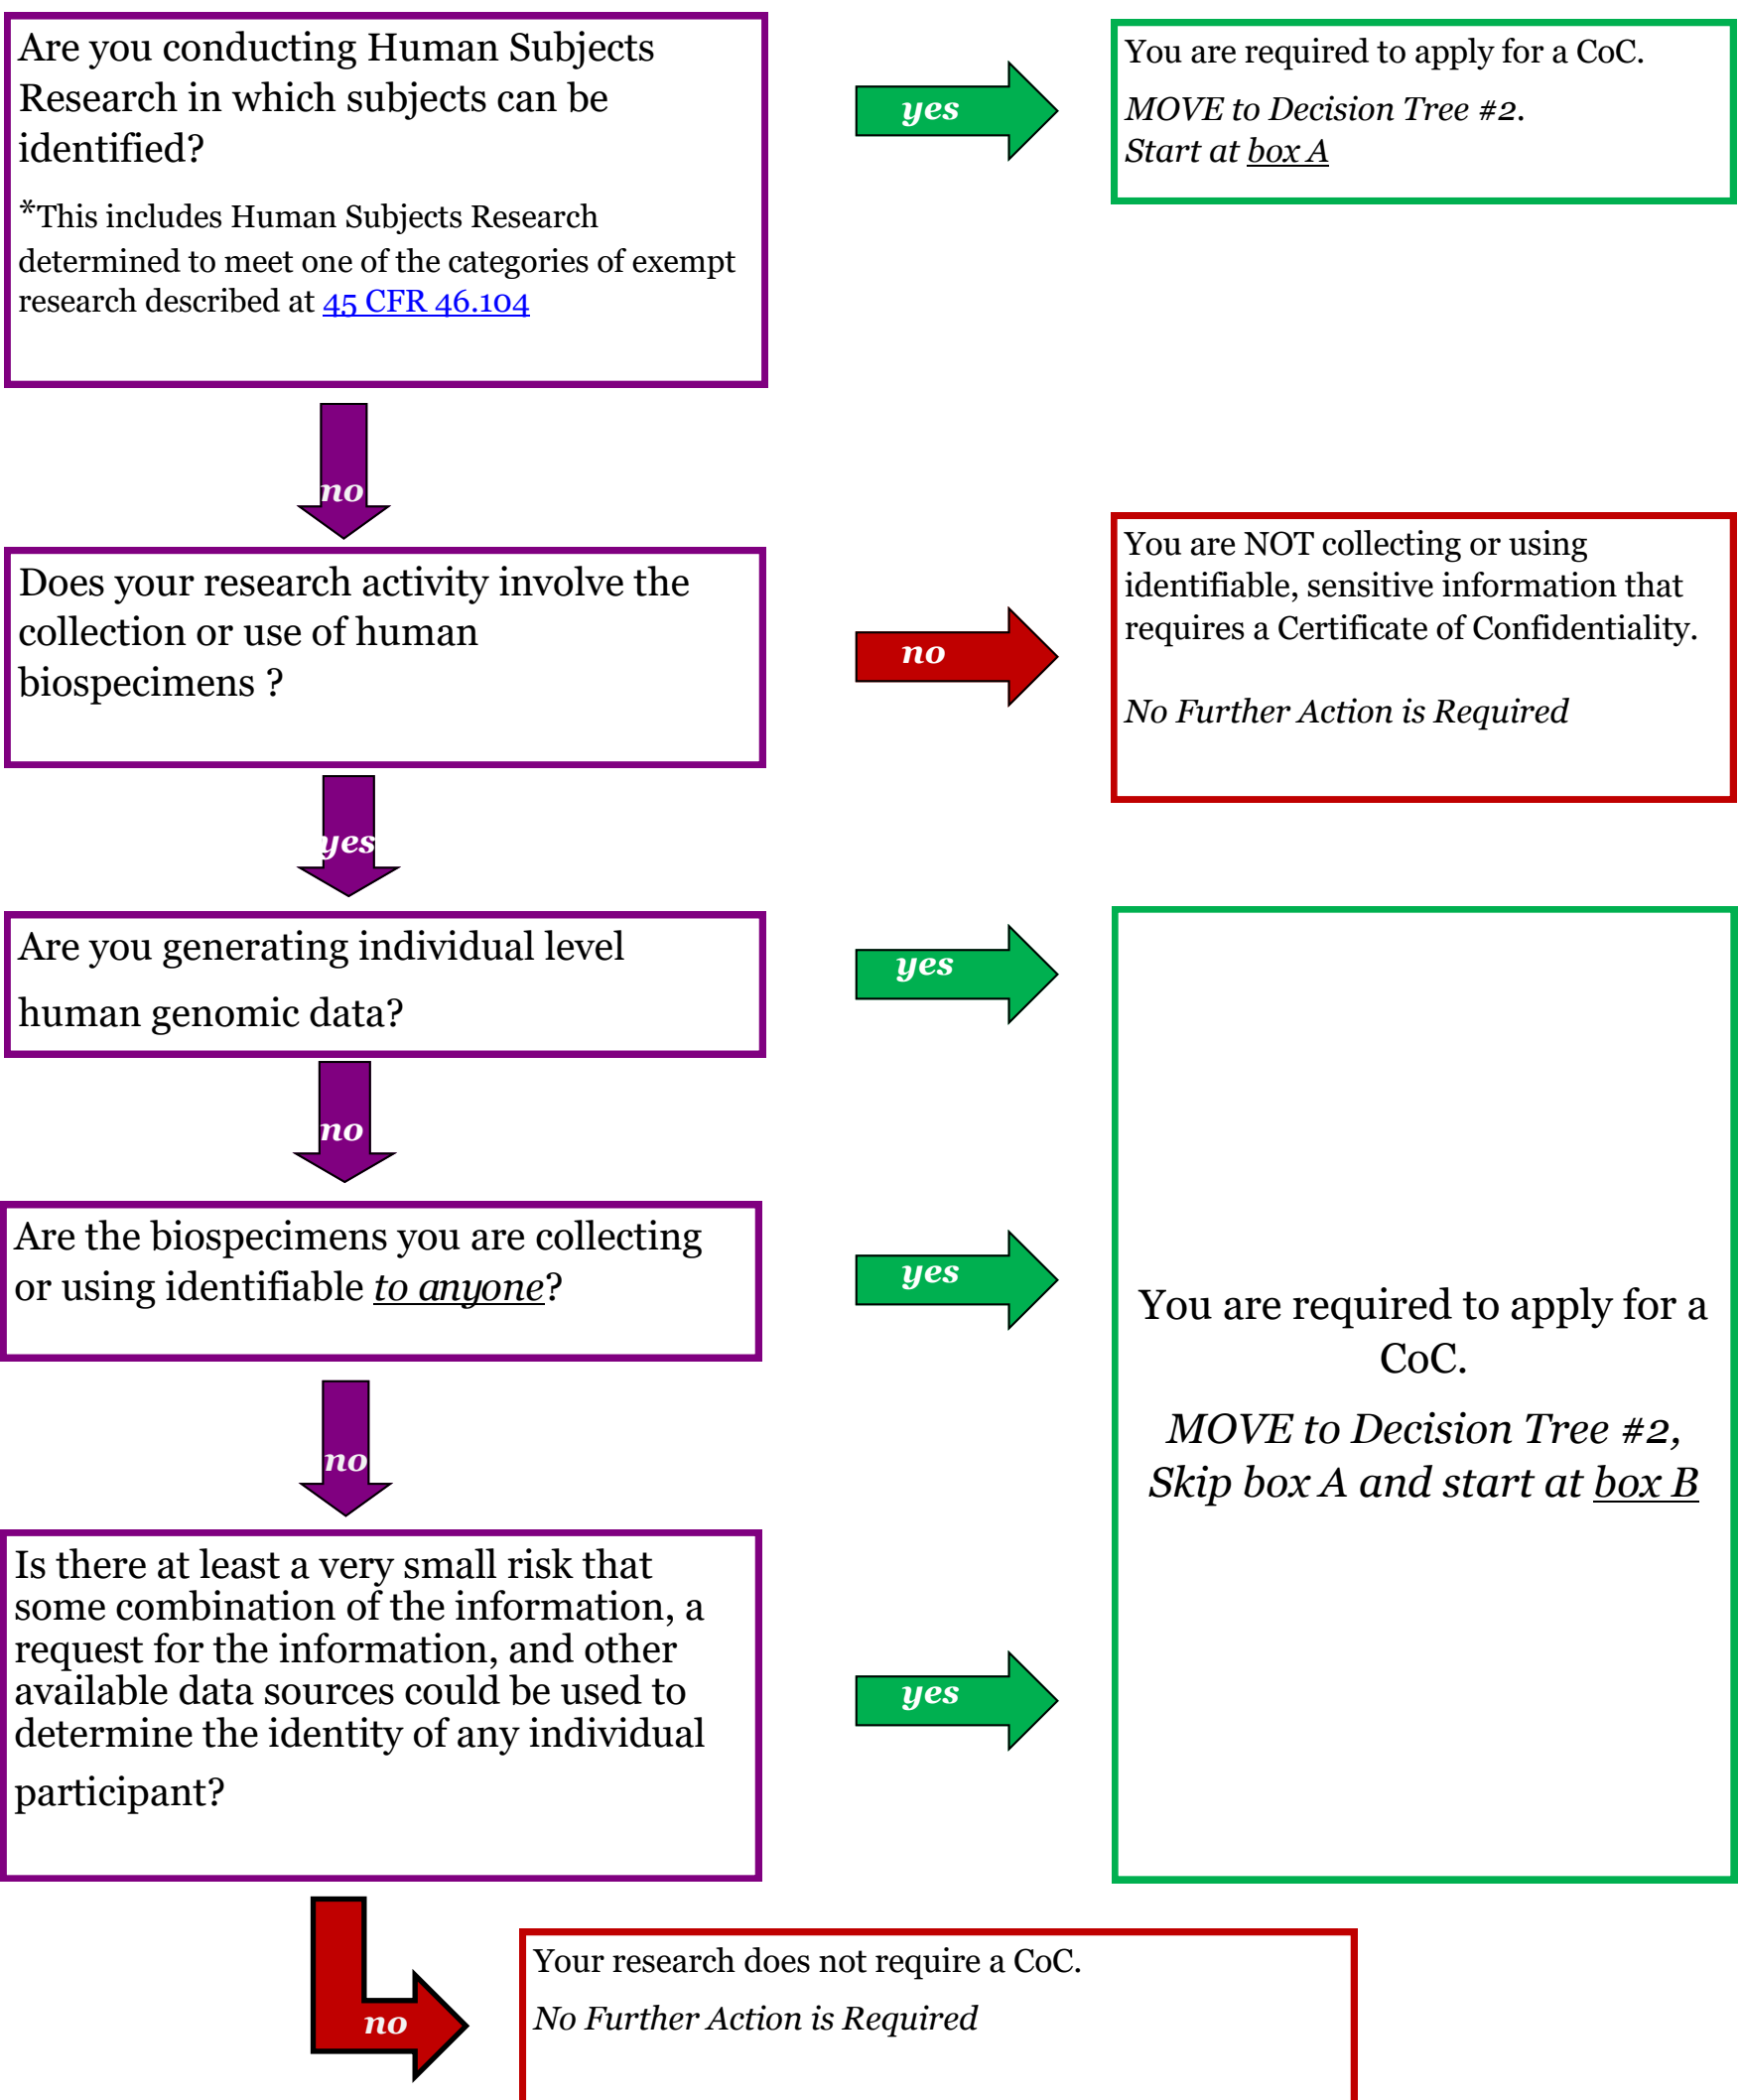 Are you conducting Human Subjects
Research in which subjects can be
identified?
*This includes Human Subjects Research
determined to meet one of the categories of exempt
research described at 45 CFR 46.104
yes
You are required to apply for a CoC.
MOVE to Decision Tree #2.
Start at box A
no
Does your research activity involve the
collection or use of human
biospecimens ?
no
You are NOT collecting or using
identifiable, sensitive information that
requires a Certificate of Confidentiality.
No Further Action is Required
yes
Are you generating individual level
human genomic data?
yes
no
Are the biospecimens you are collecting
or using identifiable to anyone?
yes
You are required to apply for a
CoC.
MOVE to Decision Tree #2,
Skip box A and start at box B
no
Is there at least a very small risk that
some combination of the information, a
request for the information, and other
available data sources could be used to
determine the identity of any individual
participant?
yes
no
Your research does not require a CoC.
No Further Action is Required